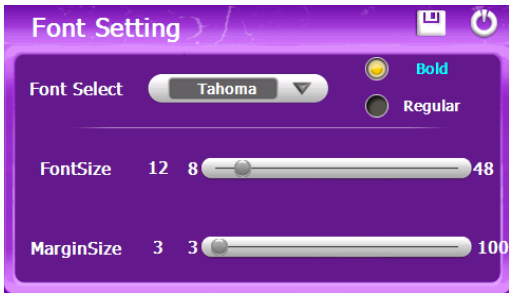 Font Setting
Bold
Font Select Tahoma
Regular
FontSize 12 8 48
MarginSize 3 3 100